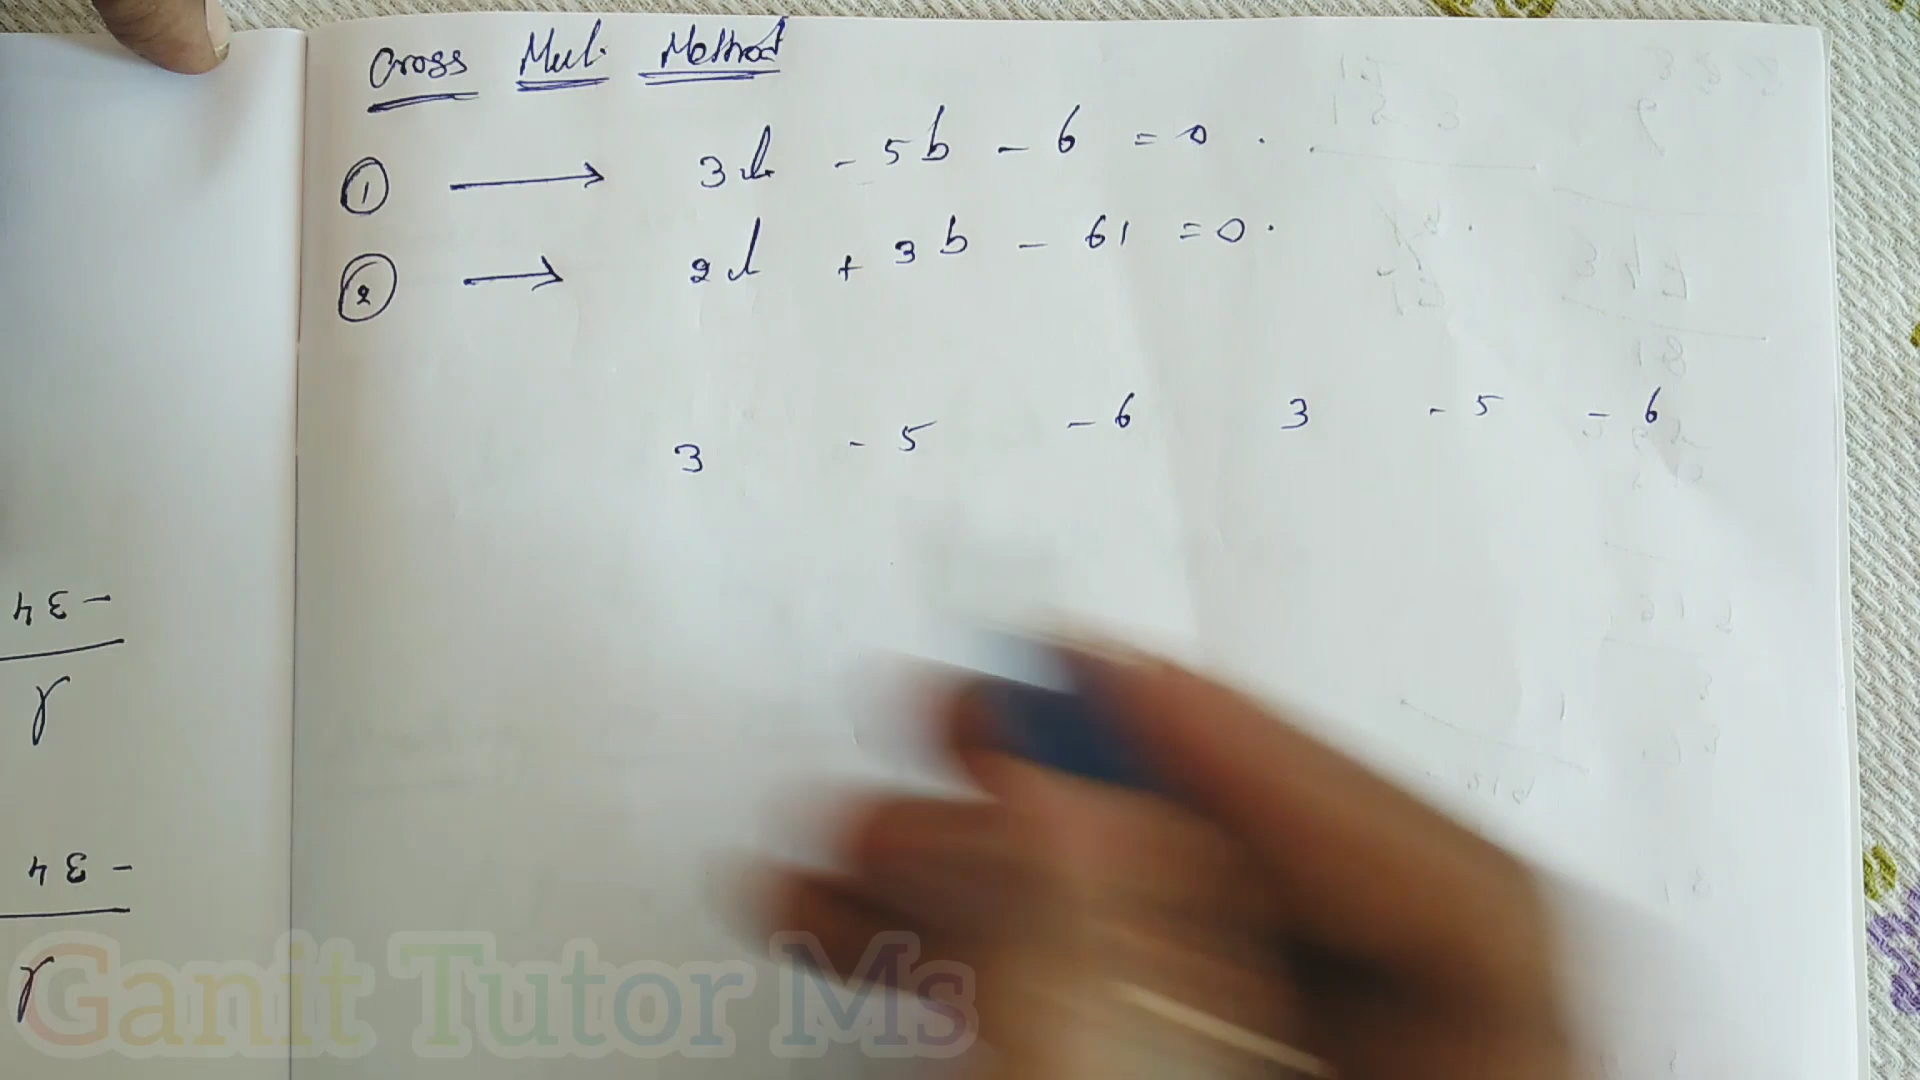 Cross Mul. Method
① → 3l - 5b - 6 = 0 .
② → 2l + 3b - 61 = 0 .
3 - 5 - 6 3 - 5 - 6
- 34
- 34
Ganit Tutor Ms